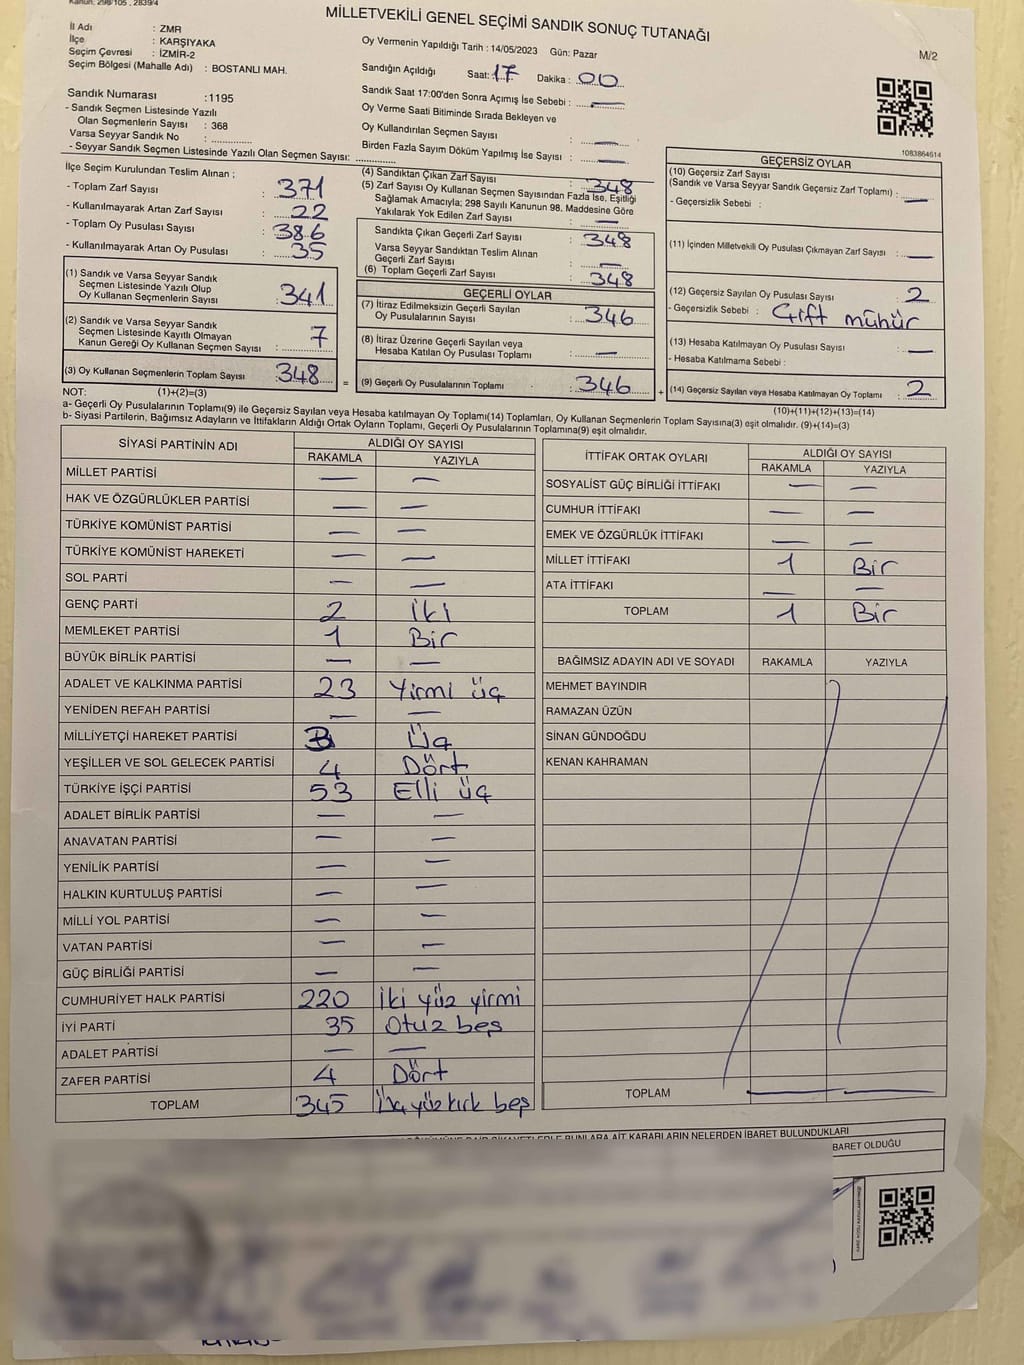 Kanun: 298/105 , 2839/4
MİLLETVEKİLİ GENEL SEÇİMİ SANDIK SONUÇ TUTANAĞI
M/2
İl Adı : ZMR
İlçe : KARŞIYAKA
Seçim Çevresi : İZMİR-2
Seçim Bölgesi (Mahalle Adı) : BOSTANLI MAH.
Sandık Numarası :1195
- Sandık Seçmen Listesinde Yazılı
Olan Seçmenlerin Sayısı : 368
Varsa Seyyar Sandık No :
- Seyyar Sandık Seçmen Listesinde Yazılı Olan Seçmen Sayısı:
Oy Vermenin Yapıldığı Tarih : 14/05/2023 Gün: Pazar
Sandığın Açıldığı Saat: 17 Dakika : 00
Sandık Saat 17:00'den Sonra Açımış İse Sebebi : —
Oy Verme Saati Bitiminde Sırada Bekleyen ve
Oy Kullandırılan Seçmen Sayısı : —
Birden Fazla Sayım Döküm Yapılmış İse Sayısı : —
1083864614
İlçe Seçim Kurulundan Teslim Alınan ;
- Toplam Zarf Sayısı : 371
- Kullanılmayarak Artan Zarf Sayısı : 22
- Toplam Oy Pusulası Sayısı : 386
- Kullanılmayarak Artan Oy Pusulası : 35
(1) Sandık ve Varsa Seyyar Sandık
Seçmen Listesinde Yazılı Olup
Oy Kullanan Seçmenlerin Sayısı : 341
(2) Sandık ve Varsa Seyyar Sandık
Seçmen Listesinde Kayıtlı Olmayan
Kanun Gereği Oy Kullanan Seçmen Sayısı : 7
(3) Oy Kullanan Seçmenlerin Toplam Sayısı : 348
(4) Sandıktan Çıkan Zarf Sayısı : 348
(5) Zarf Sayısı Oy Kullanan Seçmen Sayısından Fazla İse, Eşitliği
Sağlamak Amacıyla; 298 Sayılı Kanunun 98. Maddesine Göre
Yakılarak Yok Edilen Zarf Sayısı : —
Sandıkta Çıkan Geçerli Zarf Sayısı : 348
Varsa Seyyar Sandıktan Teslim Alınan
Geçerli Zarf Sayısı : —
(6) Toplam Geçerli Zarf Sayısı : 348
GEÇERLİ OYLAR
(7) İtiraz Edilmeksizin Geçerli Sayılan
Oy Pusulalarının Sayısı : 346
(8) İtiraz Üzerine Geçerli Sayılan veya
Hesaba Katılan Oy Pusulası Toplamı : —
= (9) Geçerli Oy Pusulalarının Toplamı : 346
GEÇERSİZ OYLAR
(10) Geçersiz Zarf Sayısı
(Sandık ve Varsa Seyyar Sandık Geçersiz Zarf Toplamı) : —
- Geçersizlik Sebebi :
(11) İçinden Milletvekili Oy Pusulası Çıkmayan Zarf Sayısı : —
(12) Geçersiz Sayılan Oy Pusulası Sayısı : 2
- Geçersizlik Sebebi : Çift mühür
(13) Hesaba Katılmayan Oy Pusulası Sayısı : —
- Hesaba Katılmama Sebebi :
+ (14) Geçersiz Sayılan veya Hesaba Katılmayan Oy Toplamı : 2
NOT: (1)+(2)=(3)
(10)+(11)+(12)+(13)=(14)
a- Geçerli Oy Pusulalarının Toplamı(9) ile Geçersiz Sayılan veya Hesaba katılmayan Oy Toplamı(14) Toplamları, Oy Kullanan Seçmenlerin Toplam Sayısına(3) eşit olmalıdır. (9)+(14)=(3)
b- Siyasi Partilerin, Bağımsız Adayların ve İttifakların Aldığı Ortak Oyların Toplamı, Geçerli Oy Pusulalarının Toplamına(9) eşit olmalıdır.
SİYASİ PARTİNİN ADI ALDIĞI OY SAYISI
RAKAMLA YAZIYLA
MİLLET PARTİSİ — —
HAK VE ÖZGÜRLÜKLER PARTİSİ — —
TÜRKİYE KOMÜNİST PARTİSİ — —
TÜRKİYE KOMÜNİST HAREKETİ — —
SOL PARTİ — —
GENÇ PARTİ 2 iki
MEMLEKET PARTİSİ 1 Bir
BÜYÜK BİRLİK PARTİSİ — —
ADALET VE KALKINMA PARTİSİ 23 Yirmi üç
YENİDEN REFAH PARTİSİ — —
MİLLİYETÇİ HAREKET PARTİSİ 3 Üç
YEŞİLLER VE SOL GELECEK PARTİSİ 4 Dört
TÜRKİYE İŞÇİ PARTİSİ 53 Elli üç
ADALET BİRLİK PARTİSİ — —
ANAVATAN PARTİSİ — —
YENİLİK PARTİSİ — —
HALKIN KURTULUŞ PARTİSİ — —
MİLLİ YOL PARTİSİ — —
VATAN PARTİSİ — —
GÜÇ BİRLİĞİ PARTİSİ — —
CUMHURİYET HALK PARTİSİ 220 İki yüz yirmi
İYİ PARTİ 35 Otuz beş
ADALET PARTİSİ — —
ZAFER PARTİSİ 4 Dört
TOPLAM 345 Üç yüz kırk beş
İTTİFAK ORTAK OYLARI ALDIĞI OY SAYISI
RAKAMLA YAZIYLA
SOSYALİST GÜÇ BİRLİĞİ İTTİFAKI — —
CUMHUR İTTİFAKI — —
EMEK VE ÖZGÜRLÜK İTTİFAKI — —
MİLLET İTTİFAKI 1 Bir
ATA İTTİFAKI — —
TOPLAM 1 Bir
BAĞIMSIZ ADAYIN ADI VE SOYADI RAKAMLA YAZIYLA
MEHMET BAYINDIR
RAMAZAN ÜZÜN
SİNAN GÜNDOĞDU
KENAN KAHRAMAN
TOPLAM — —
BUNLARA AİT KARARLARIN NELERDEN İBARET BULUNDUKLARI
İBARET OLDUĞU